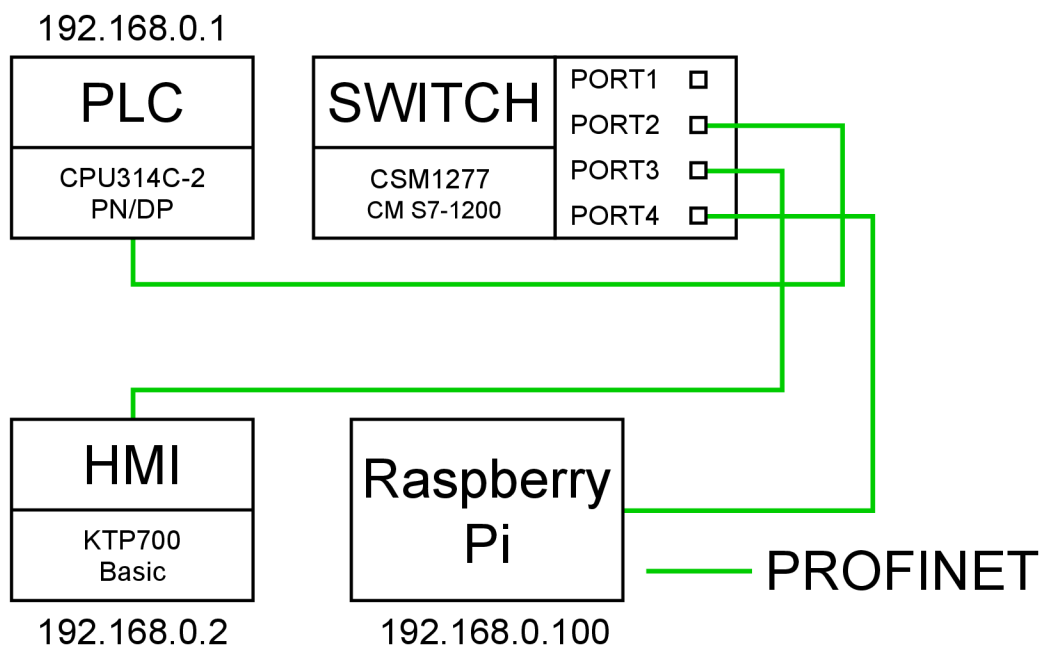 192.168.0.1
PLC
CPU314C-2
PN/DP
SWITCH
CSM1277
CM S7-1200
PORT1
PORT2
PORT3
PORT4
HMI
KTP700
Basic
192.168.0.2
Raspberry
Pi
192.168.0.100
PROFINET